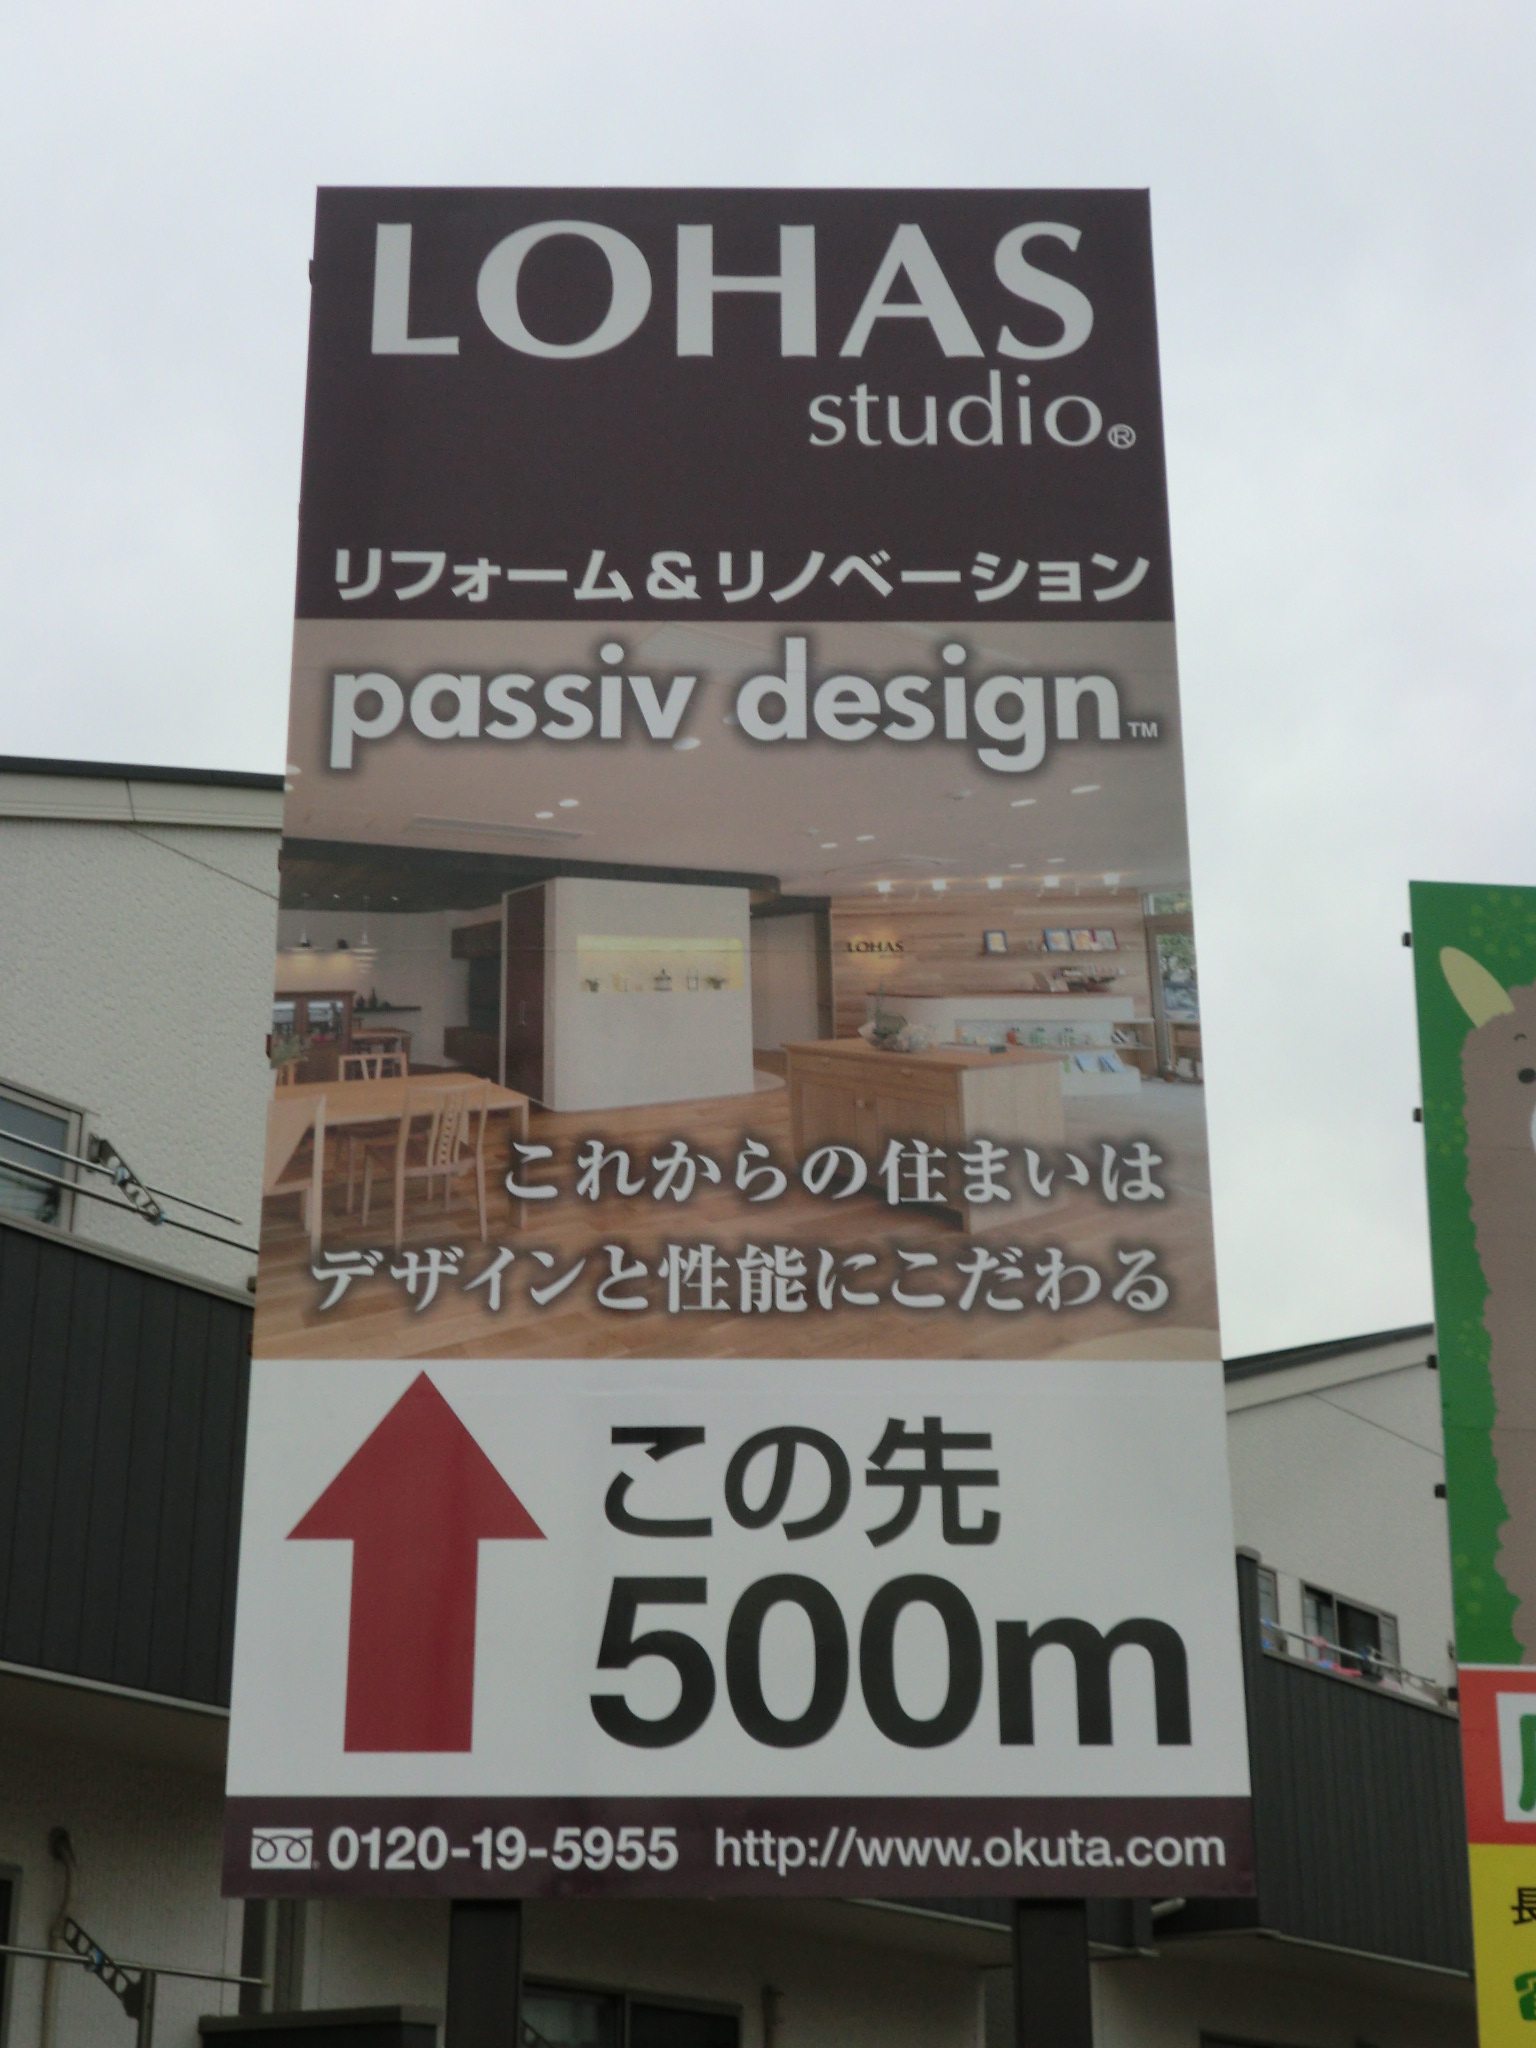 LOHAS
studio®
リフォーム&リノベーション
passiv design™
LOHAS
これからの住まいは
デザインと性能にこだわる
この先
500m
0120-19-5955 http://www.okuta.com
長